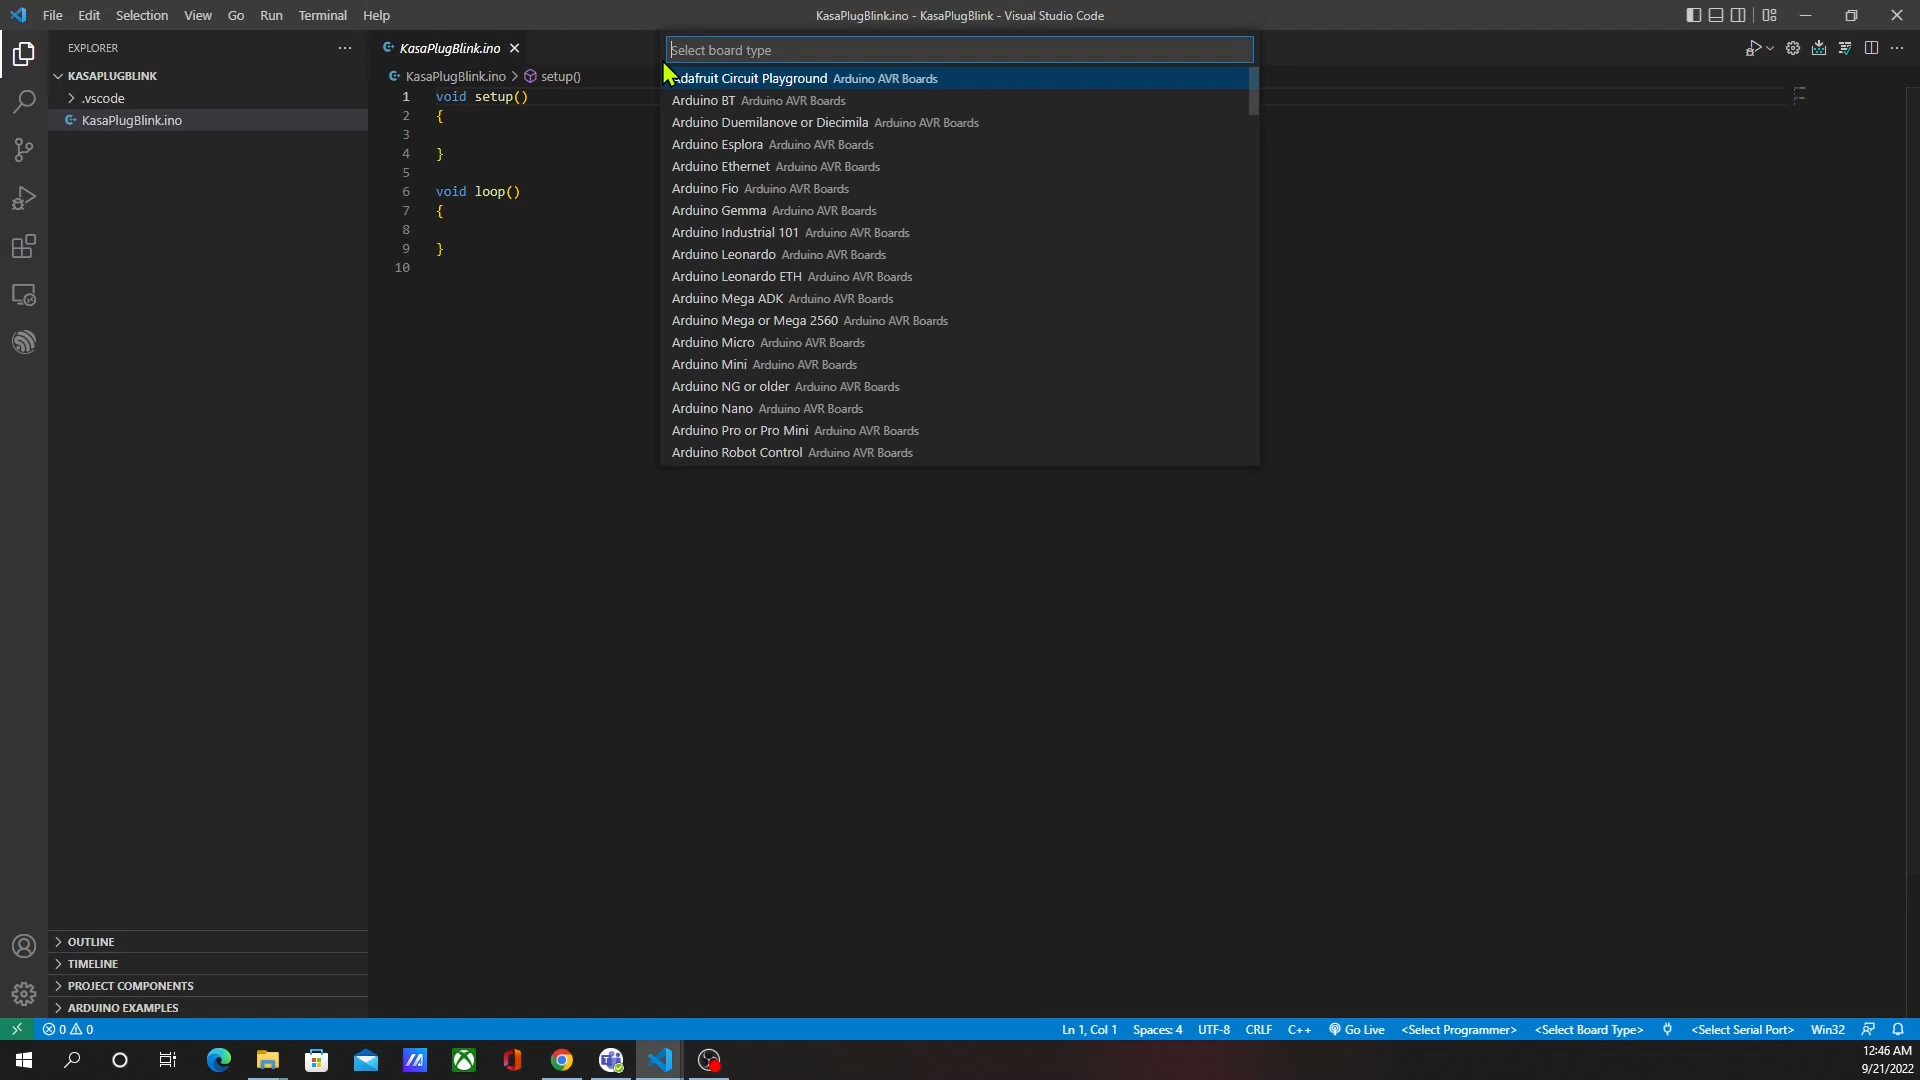 File Edit Selection View Go Run Terminal Help
KasaPlugBlink.ino - KasaPlugBlink - Visual Studio Code
EXPLORER
KASAPLUGBLINK
.vscode
KasaPlugBlink.ino
KasaPlugBlink.ino
KasaPlugBlink.ino > setup()
1 void setup()
2 {
3
4 }
5
6 void loop()
7 {
8
9 }
10
Select board type
Adafruit Circuit Playground Arduino AVR Boards
Arduino BT Arduino AVR Boards
Arduino Duemilanove or Diecimila Arduino AVR Boards
Arduino Esplora Arduino AVR Boards
Arduino Ethernet Arduino AVR Boards
Arduino Fio Arduino AVR Boards
Arduino Gemma Arduino AVR Boards
Arduino Industrial 101 Arduino AVR Boards
Arduino Leonardo Arduino AVR Boards
Arduino Leonardo ETH Arduino AVR Boards
Arduino Mega ADK Arduino AVR Boards
Arduino Mega or Mega 2560 Arduino AVR Boards
Arduino Micro Arduino AVR Boards
Arduino Mini Arduino AVR Boards
Arduino NG or older Arduino AVR Boards
Arduino Nano Arduino AVR Boards
Arduino Pro or Pro Mini Arduino AVR Boards
Arduino Robot Control Arduino AVR Boards
OUTLINE
TIMELINE
PROJECT COMPONENTS
ARDUINO EXAMPLES
0 0 Ln 1, Col 1 Spaces: 4 UTF-8 CRLF C++ Go Live <Select Programmer> <Select Board Type> <Select Serial Port> Win32
12:46 AM
9/21/2022